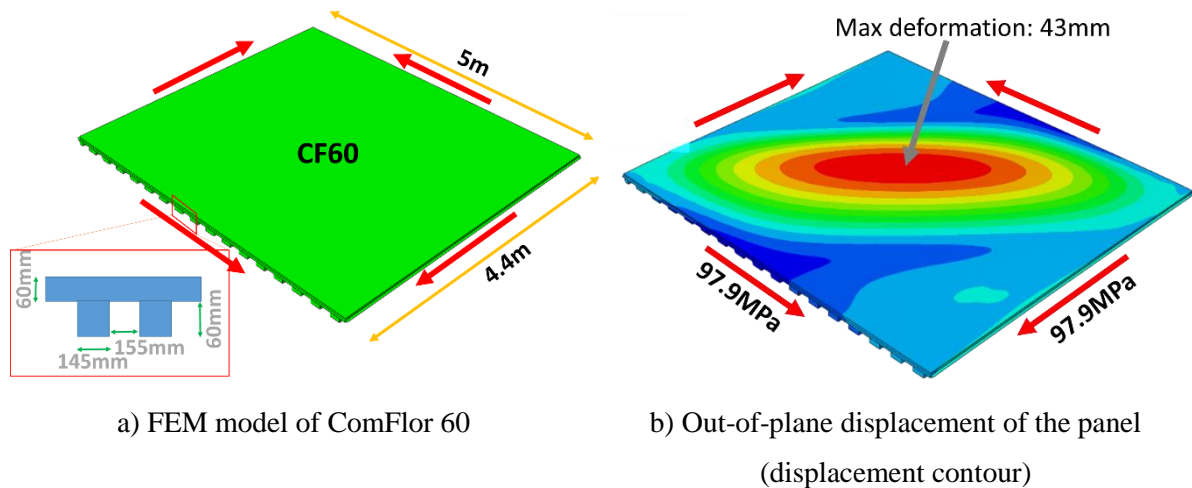 5m
CF60
4.4m
60mm
60mm
155mm
145mm
Max deformation: 43mm
97.9MPa
97.9MPa
a) FEM model of ComFlor 60
b) Out-of-plane displacement of the panel
(displacement contour)